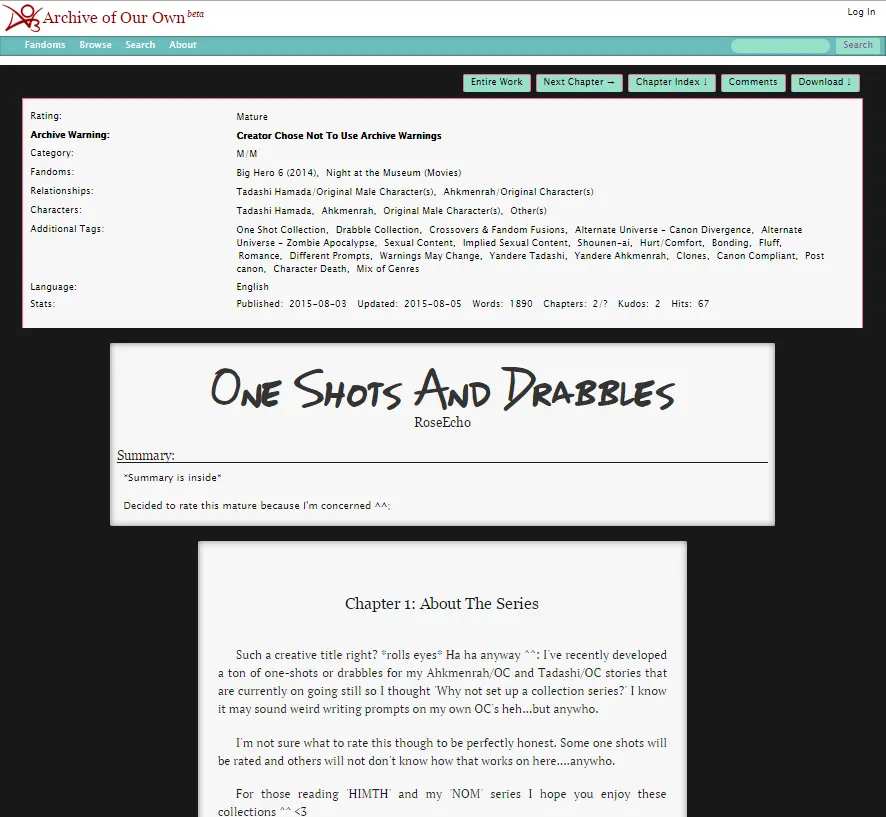 Archive of Our Own beta
Log In
Fandoms Browse Search About
Search
Entire Work Next Chapter → Chapter Index ↓ Comments Download ↓
Rating: Mature
Archive Warning: Creator Chose Not To Use Archive Warnings
Category: M/M
Fandoms: Big Hero 6 (2014), Night at the Museum (Movies)
Relationships: Tadashi Hamada/Original Male Character(s), Ahkmenrah/Original Character(s)
Characters: Tadashi Hamada, Ahkmenrah, Original Male Character(s), Other(s)
Additional Tags: One Shot Collection, Drabble Collection, Crossovers & Fandom Fusions, Alternate Universe - Canon Divergence, Alternate
Universe - Zombie Apocalypse, Sexual Content, Implied Sexual Content, Shounen-ai, Hurt/Comfort, Bonding, Fluff,
Romance, Different Prompts, Warnings May Change, Yandere Tadashi, Yandere Ahkmenrah, Clones, Canon Compliant, Post
canon, Character Death, Mix of Genres
Language: English
Stats: Published: 2015-08-03 Updated: 2015-08-05 Words: 1890 Chapters: 2/? Kudos: 2 Hits: 67
One Shots And Drabbles
RoseEcho
Summary:
*Summary is inside*
Decided to rate this mature because I'm concerned ^^;
Chapter 1: About The Series
Such a creative title right? *rolls eyes* Ha ha anyway ^^: I've recently developed
a ton of one-shots or drabbles for my Ahkmenrah/OC and Tadashi/OC stories that
are currently on going still so I thought 'Why not set up a collection series?' I know
it may sound weird writing prompts on my own OC's heh...but anywho.
I'm not sure what to rate this though to be perfectly honest. Some one shots will
be rated and others will not don't know how that works on here....anywho.
For those reading 'HIMTH' and my 'NOM' series I hope you enjoy these
collections ^^ <3